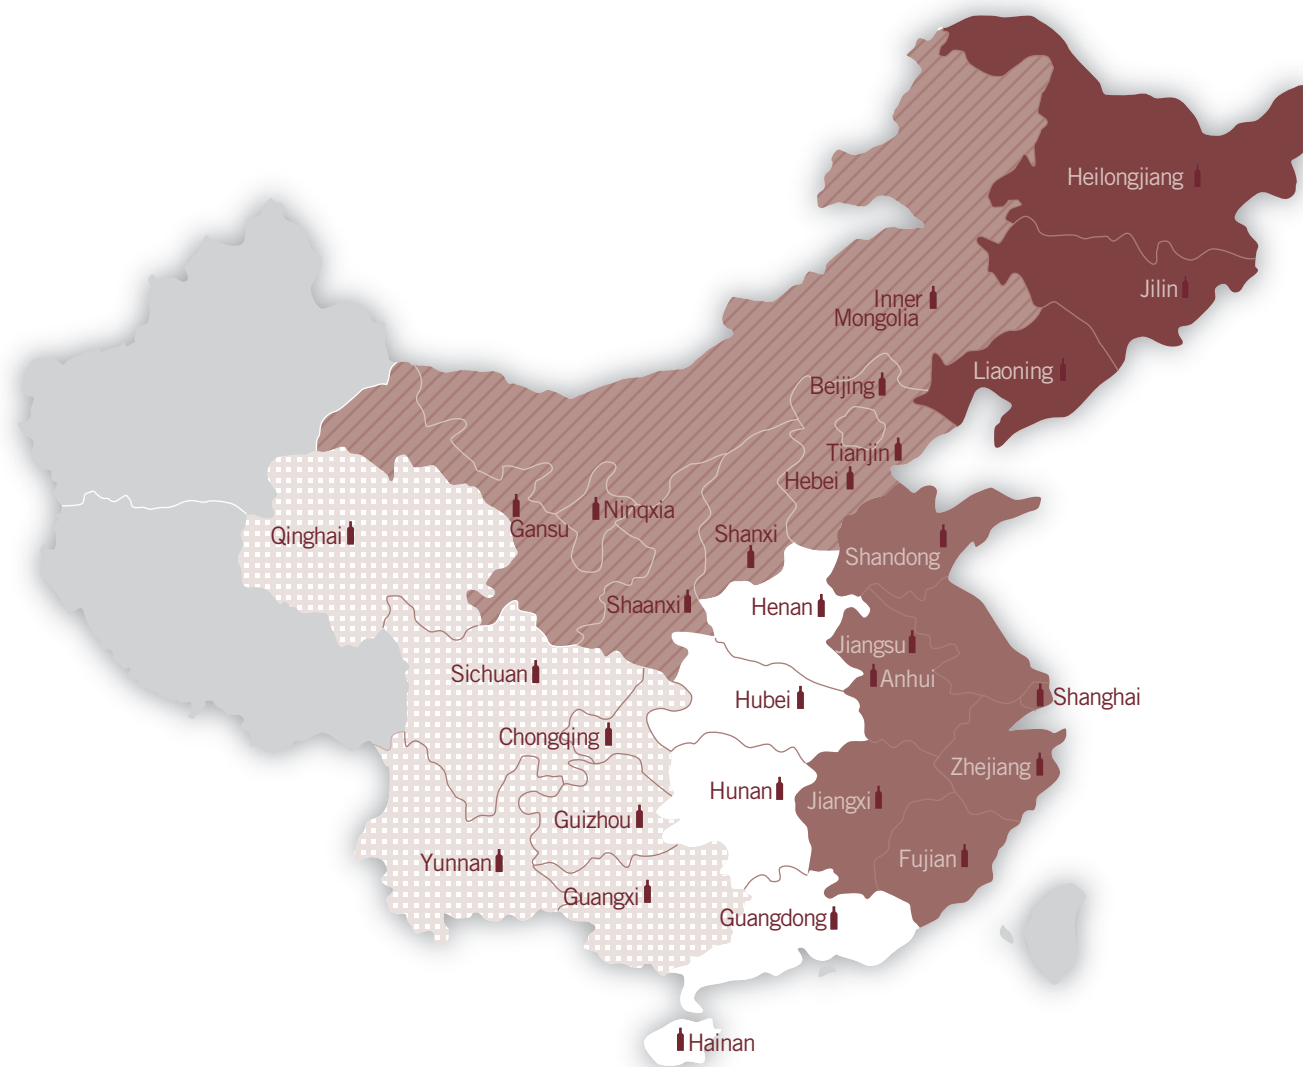 Heilongjiang
Jilin
Inner
Mongolia
Liaoning
Beijing
Tianjin
Hebei
Ninqxia
Gansu
Qinghai
Shanxi
Shandong
Shaanxi
Henan
Jiangsu
Sichuan
Anhui
Hubei
Shanghai
Chongqing
Zhejiang
Hunan
Jiangxi
Guizhou
Yunnan
Fujian
Guangxi
Guangdong
Hainan